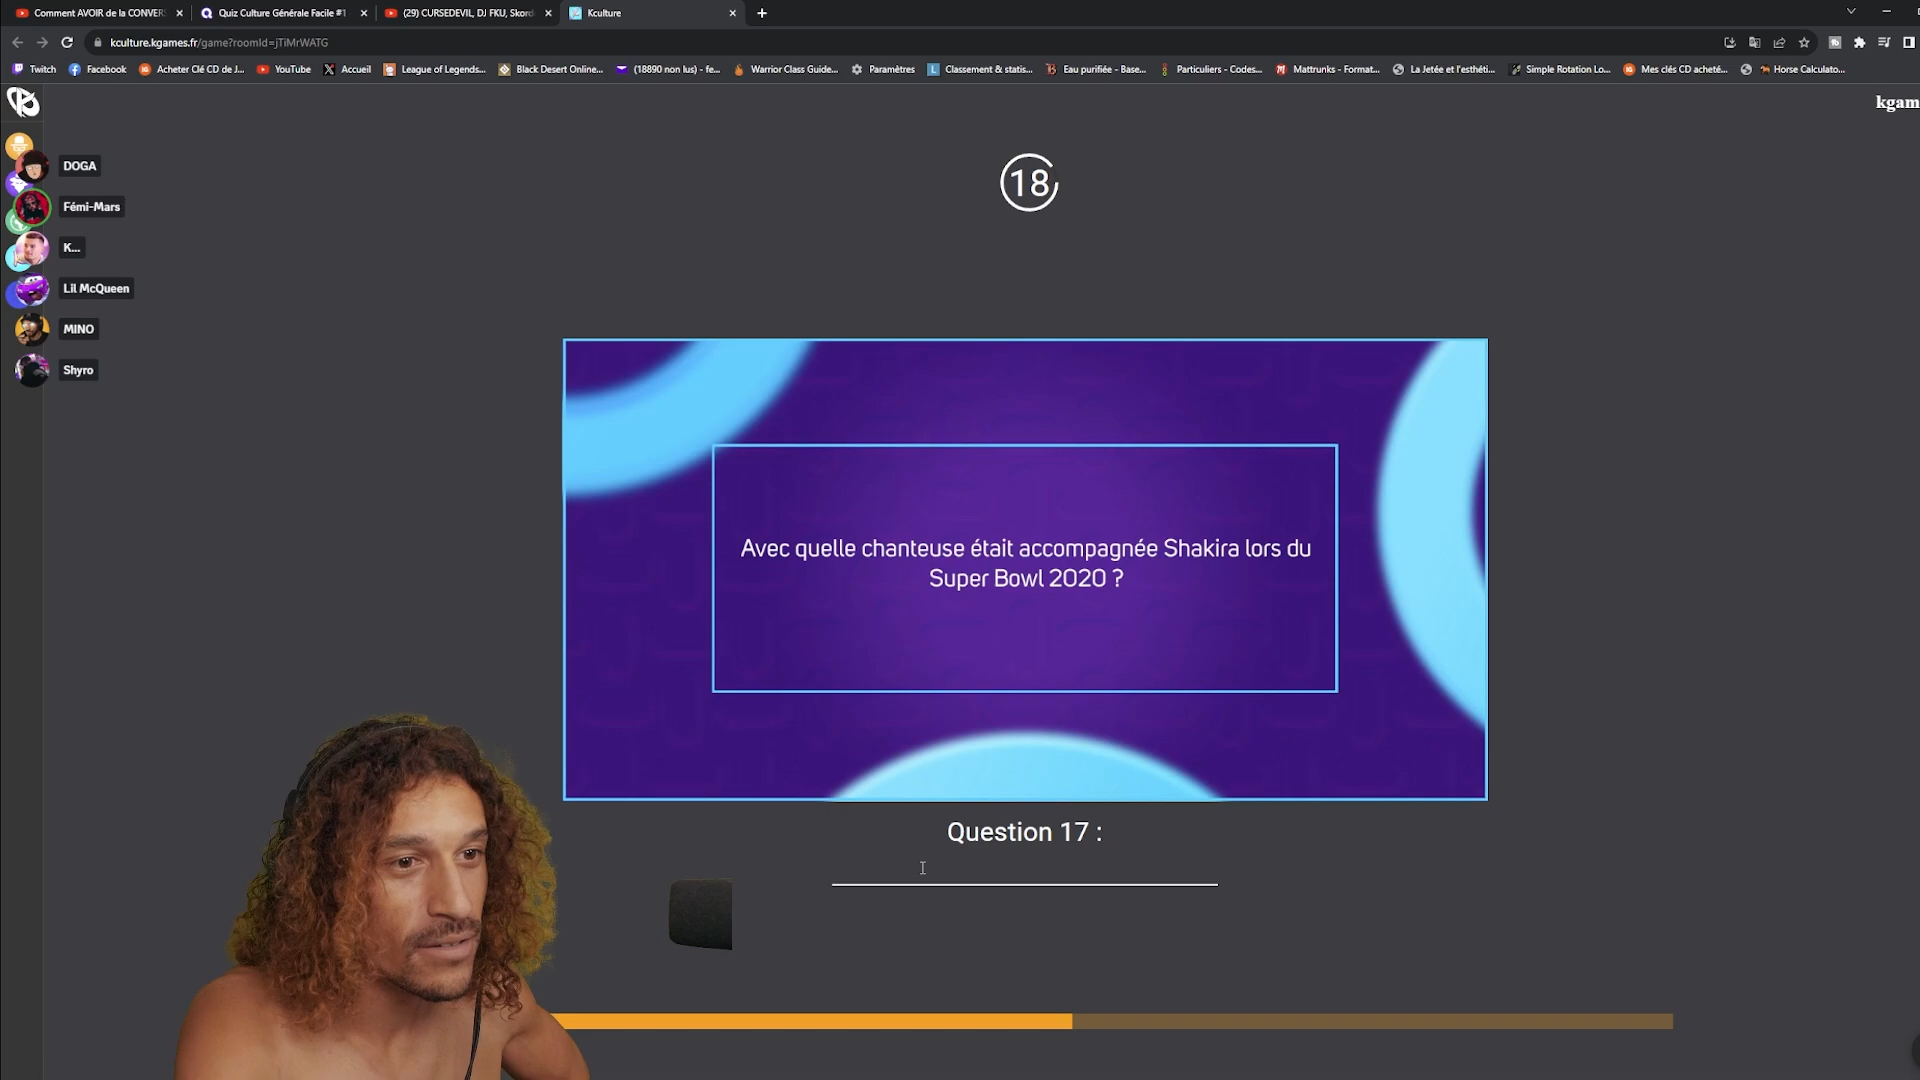 Comment AVOIR de la CONVER
Quiz Culture Générale Facile #1
(29) CURSEDEVIL, DJ FKU, Skord
Kculture
kculture.kgames.fr/game?roomId=jTiMrWATG
Twitch
Facebook
Acheter Clé CD de J...
YouTube
Accueil
League of Legends...
Black Desert Online...
(18890 non lus) - fe...
Warrior Class Guide...
Paramètres
Classement & statis...
Eau purifiée - Base...
Particuliers - Codes...
Mattrunks - Format...
La Jetée et l'esthéti...
Simple Rotation Lo...
Mes clés CD acheté...
Horse Calculato...
kgam
18
DOGA
Fémi-Mars
K...
Lil McQueen
MINO
Shyro
Avec quelle chanteuse était accompagnée Shakira lors du
Super Bowl 2020 ?
Question 17 :